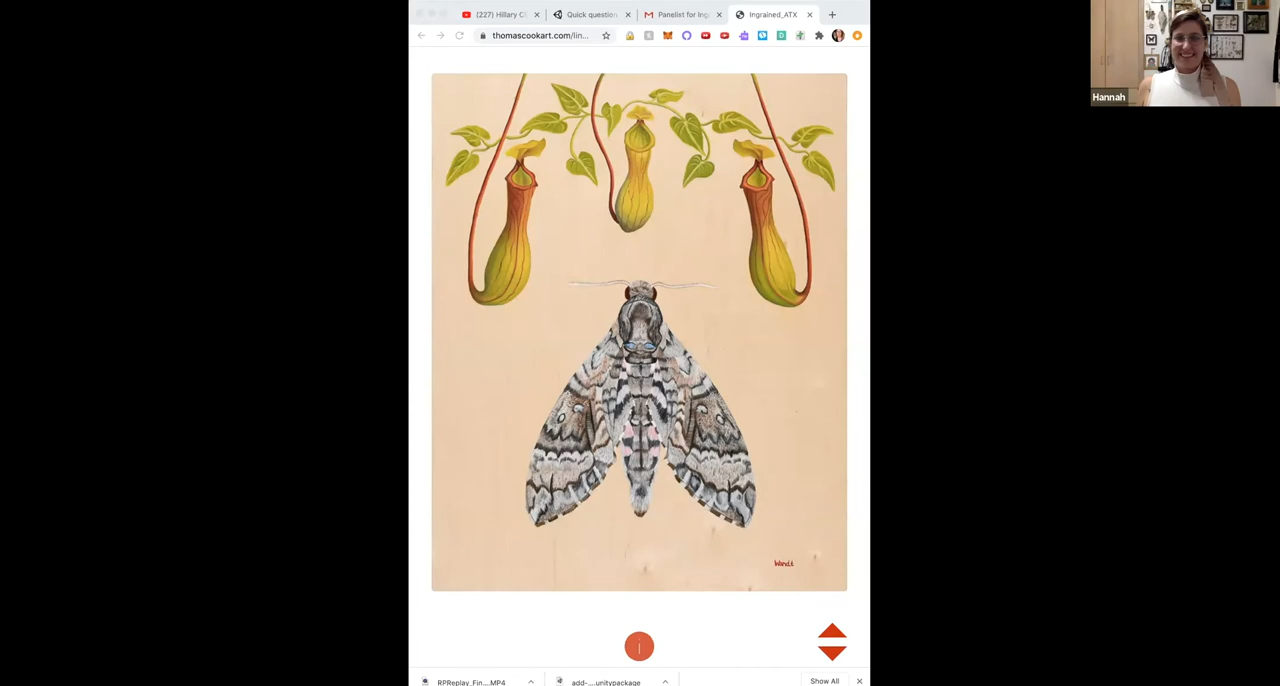 (227) Hillary Cl
Quick question
Panelist for Ing
Ingrained_ATX
thomascookart.com/lin...
Hannah
Wandt
i
RPReplay_Fin....MP4
add-....unitypackage
Show All